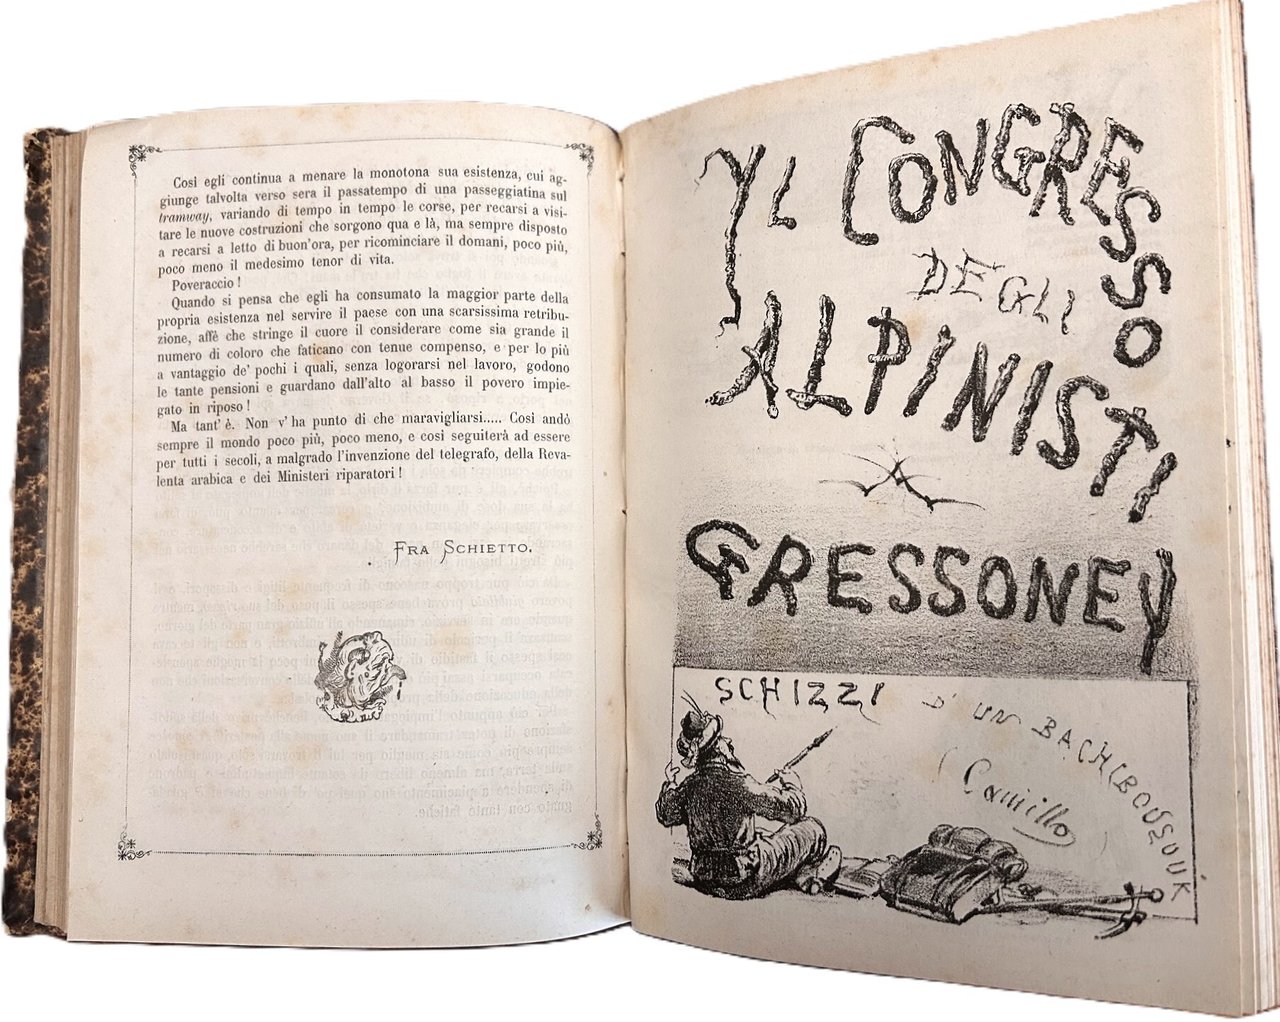 Così egli continua a menare la monotona sua esistenza, cui ag-
giunge talvolta verso sera il passatempo di una passeggiatina sul
tramway, variando di tempo in tempo le corse, per recarsi a visi-
tare le nuove costruzioni che sorgono qua e là, ma sempre disposto
a recarsi a letto di buon'ora, per ricominciare il domani, poco più,
poco meno il medesimo tenor di vita.
Poveraccio!
Quando si pensa che egli ha consumato la maggior parte della
propria esistenza nel servire il paese con una scarsissima retribu-
zione, affè che stringe il cuore il considerare come sia grande il
numero di coloro che faticano con tenue compenso, e per lo più
a vantaggio de' pochi i quali, senza logorarsi nel lavoro, godono
le tante pensioni e guardano dall'alto al basso il povero impie-
gato in riposo!
Ma tant'è. Non v'ha punto di che maravigliarsi..... Così andò
sempre il mondo poco più, poco meno, e così seguiterà ad essere
per tutti i secoli, a malgrado l'invenzione del telegrafo, della Reva-
lenta arabica e dei Ministeri riparatori!
FRA SCHIETTO.
YL CONGRESSO
DEGLI
ALPINISTI
A
GRESSONEY
SCHIZZI D'UN BACHIBOUZOUK
(Camillo)